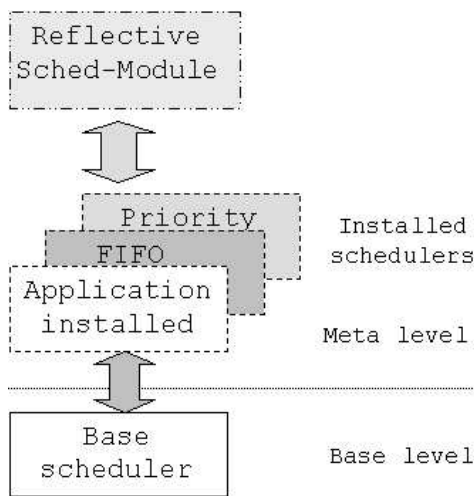 Reflective
Sched-Module
Priority
FIFO
Application
installed
Installed
schedulers
Meta level
Base
scheduler
Base level